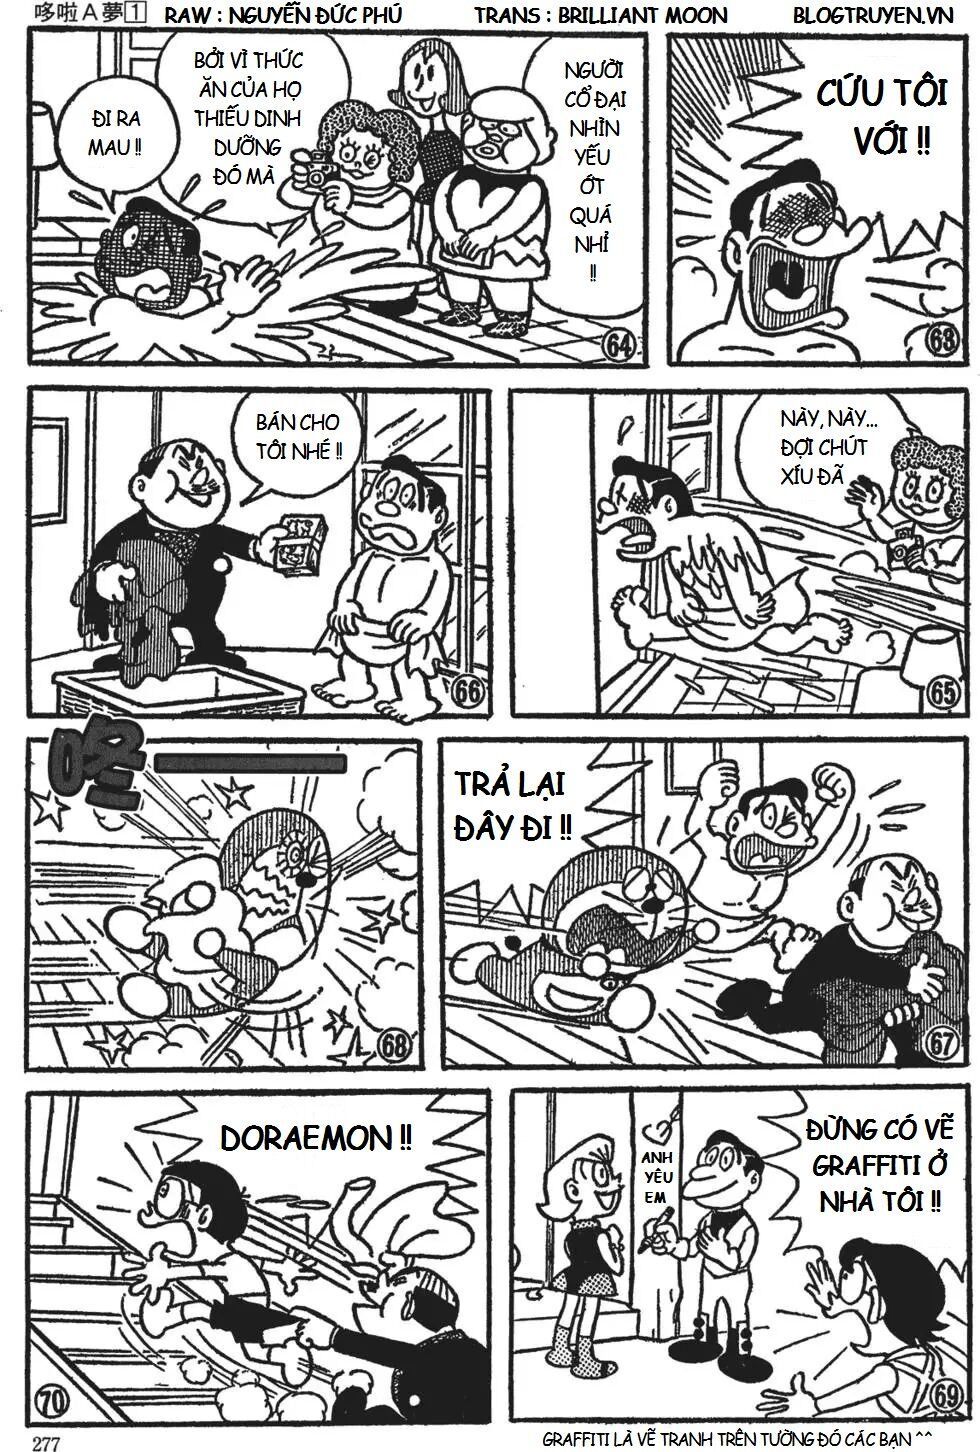 哆啦A夢1
RAW : NGUYỄN ĐỨC PHÚ
TRANS : BRILLIANT MOON
BLOGTRUYEN.VN
CỨU TÔI
VỚI !!
63
NGƯỜI
CỔ ĐẠI
NHÌN
YẾU
ỚT
QUÁ
NHỈ
!!
BỞI VÌ THỨC
ĂN CỦA HỌ
THIẾU DINH
DƯỠNG
ĐÓ MÀ
ĐI RA
MAU !!
64
NÀY, NÀY...
ĐỢI CHÚT
XÍU ĐÃ
65
BÁN CHO
TÔI NHÉ !!
66
TRẢ LẠI
ĐÂY ĐI !!
67
咚
68
ĐỪNG CÓ VẼ
GRAFFITI Ở
NHÀ TÔI !!
ANH
YÊU
EM
69
DORAEMON !!
70
277
GRAFFITI LÀ VẼ TRANH TRÊN TƯỜNG ĐÓ CÁC BẠN ^^